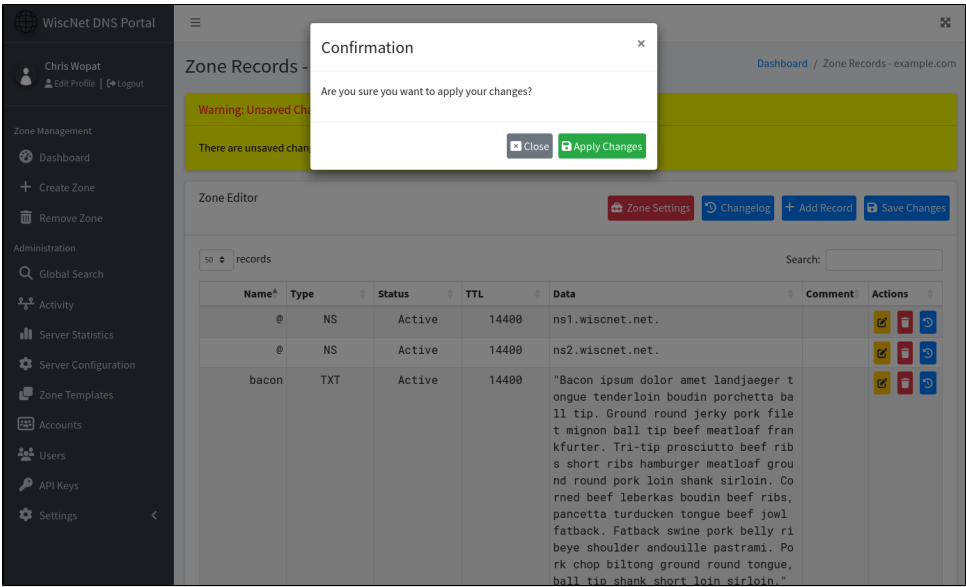 WiscNet DNS Portal
Chris Wopat
Edit Profile | Logout
Zone Management
Dashboard
Create Zone
Remove Zone
Administration
Global Search
Activity
Server Statistics
Server Configuration
Zone Templates
Accounts
Users
API Keys
Settings
Zone Records -
Dashboard / Zone Records - example.com
Confirmation
×
Are you sure you want to apply your changes?
Close Apply Changes
Warning: Unsaved
There are unsaved
Zone Editor
Zone Settings Changelog + Add Record Save Changes
50 records
Search:
Name Type Status TTL Data Comment Actions
@ NS Active 14400 ns1.wiscnet.net.
@ NS Active 14400 ns2.wiscnet.net.
bacon TXT Active 14400 "Bacon ipsum dolor amet landjaeger t
ongue tenderloin boudin porchetta ba
ll tip. Ground round jerky pork file
t mignon ball tip beef meatloaf fran
kfurter. Tri-tip prosciutto beef rib
s short ribs hamburger meatloaf grou
nd round pork loin shank sirloin. Co
rned beef leberkas boudin beef ribs,
pancetta turducken tongue beef jowl
fatback. Fatback swine pork belly ri
beye shoulder andouille pastrami. Po
rk chop biltong ground round tongue,
ball tip shank short loin sirloin."